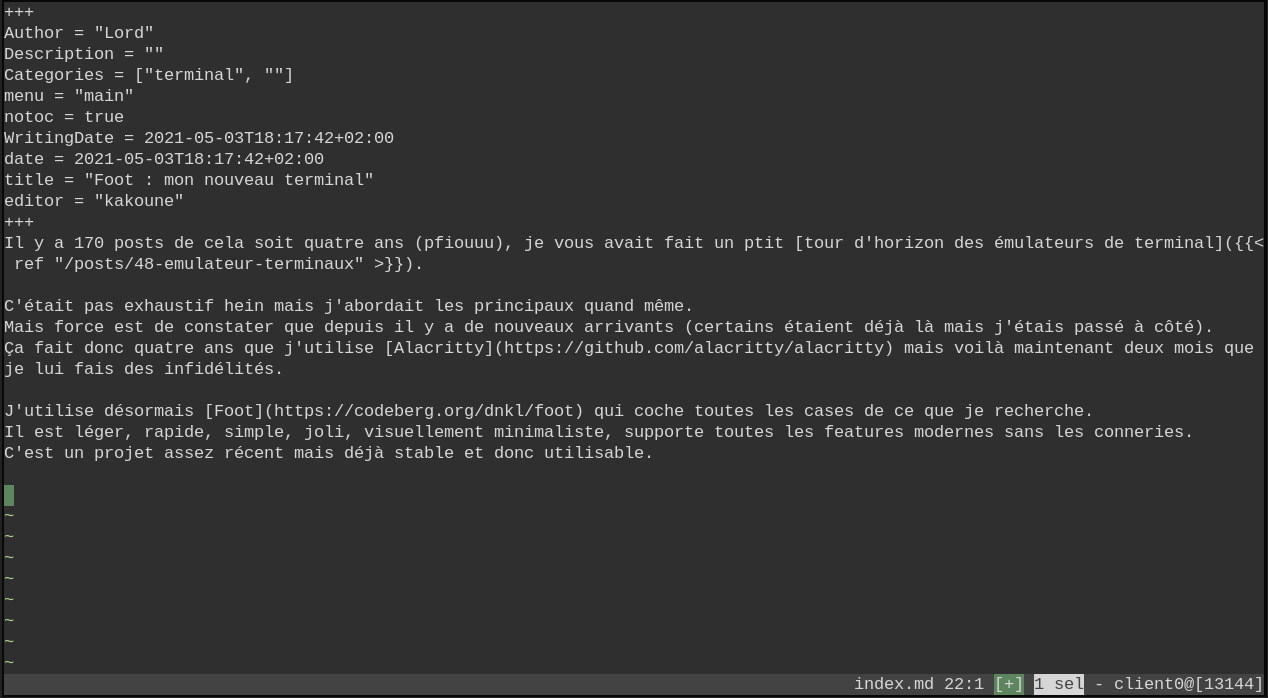 +++
Author = "Lord"
Description = ""
Categories = ["terminal", ""]
menu = "main"
notoc = true
WritingDate = 2021-05-03T18:17:42+02:00
date = 2021-05-03T18:17:42+02:00
title = "Foot : mon nouveau terminal"
editor = "kakoune"
+++
Il y a 170 posts de cela soit quatre ans (pfiouuu), je vous avait fait un ptit [tour d'horizon des émulateurs de terminal]({{<
 ref "/posts/48-emulateur-terminaux" >}}).

C'était pas exhaustif hein mais j'abordait les principaux quand même.
Mais force est de constater que depuis il y a de nouveaux arrivants (certains étaient déjà là mais j'étais passé à côté).
Ça fait donc quatre ans que j'utilise [Alacritty](https://github.com/alacritty/alacritty) mais voilà maintenant deux mois que
je lui fais des infidélités.

J'utilise désormais [Foot](https://codeberg.org/dnkl/foot) qui coche toutes les cases de ce que je recherche.
Il est léger, rapide, simple, joli, visuellement minimaliste, supporte toutes les features modernes sans les conneries.
C'est un projet assez récent mais déjà stable et donc utilisable.

~
~
~
~
~
~
~
~
index.md 22:1 [+] 1 sel - client0@[13144]